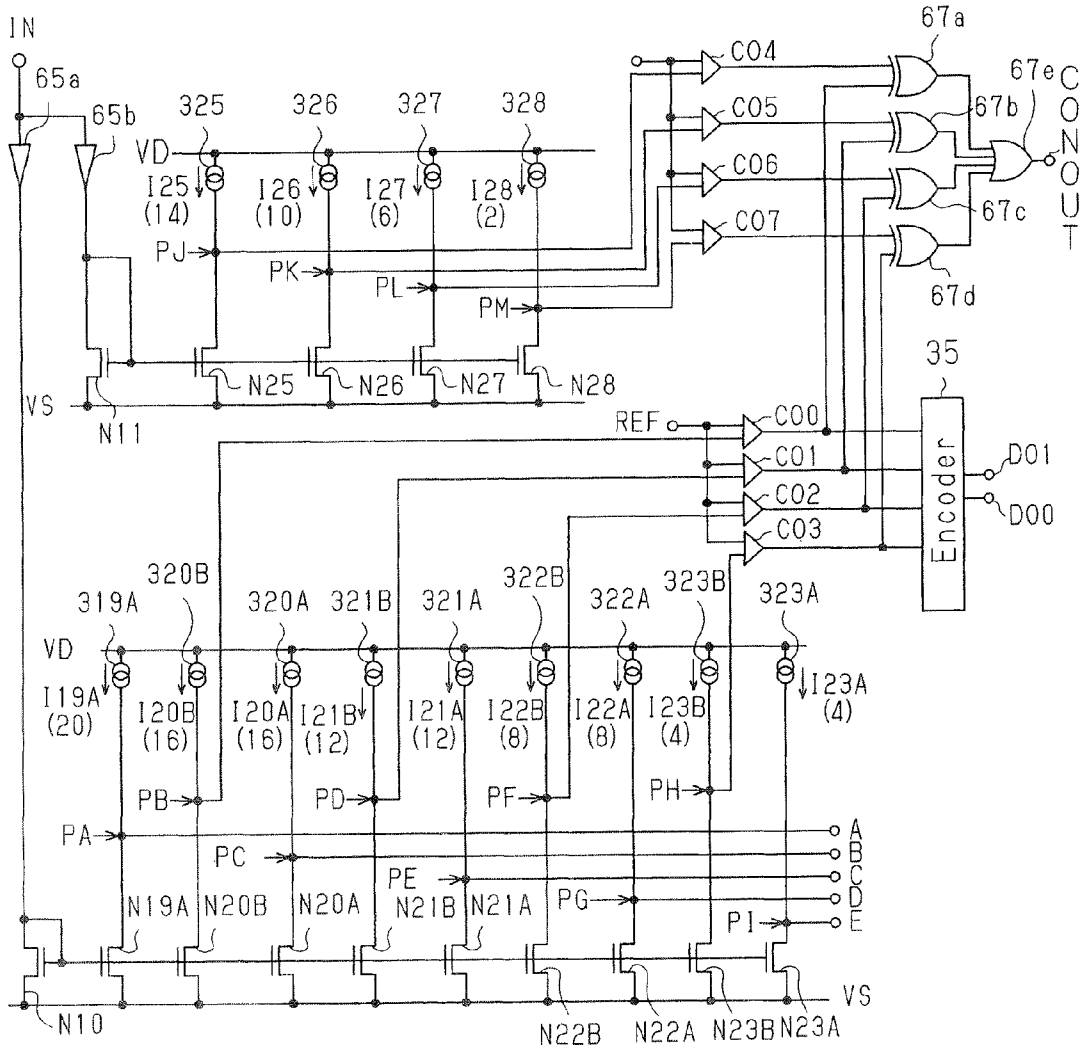 IN
65a
65b
325
326
327
328
VD
I25
(14)
I26
(10)
I27
(6)
I28
(2)
PJ
PK
PL
PM
N25
N26
N27
N28
VS
N11
CO4
CO5
CO6
CO7
67a
67b
67c
67d
67e
CONOUT
REF
CO0
CO1
CO2
CO3
35
Encoder
DO1
DO0
319A
320B
320A
321B
321A
322B
322A
323B
323A
VD
I19A
(20)
I20B
(16)
I20A
(16)
I21B
(12)
I21A
(12)
I22B
(8)
I22A
(8)
I23B
(4)
I23A
(4)
PB
PD
PF
PH
PA
A
PC
B
PE
C
PG
D
PI
E
N19A
N20B
N20A
N21B
N21A
VS
N10
N22B
N22A
N23B
N23A